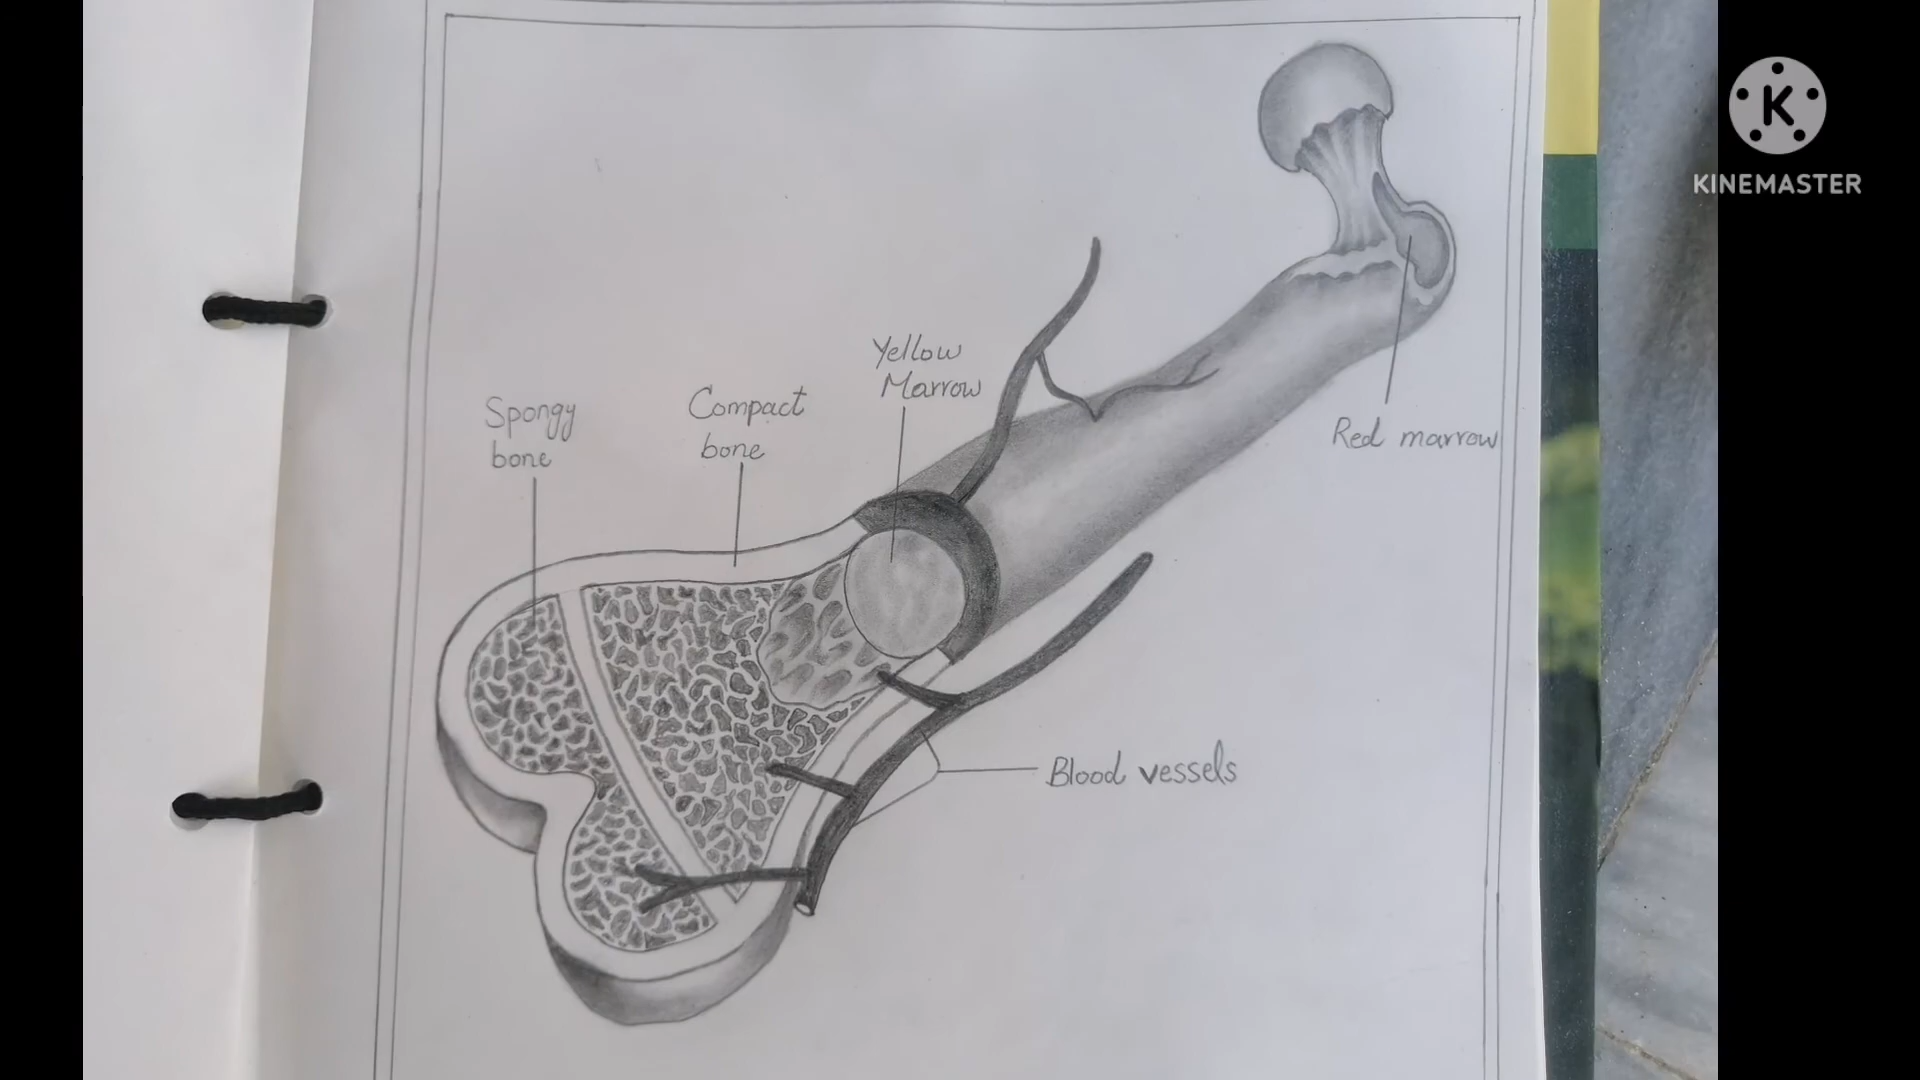 KINEMASTER
Yellow
Marrow
Compact
bone
Spongy
bone
Red marrow
Blood vessels